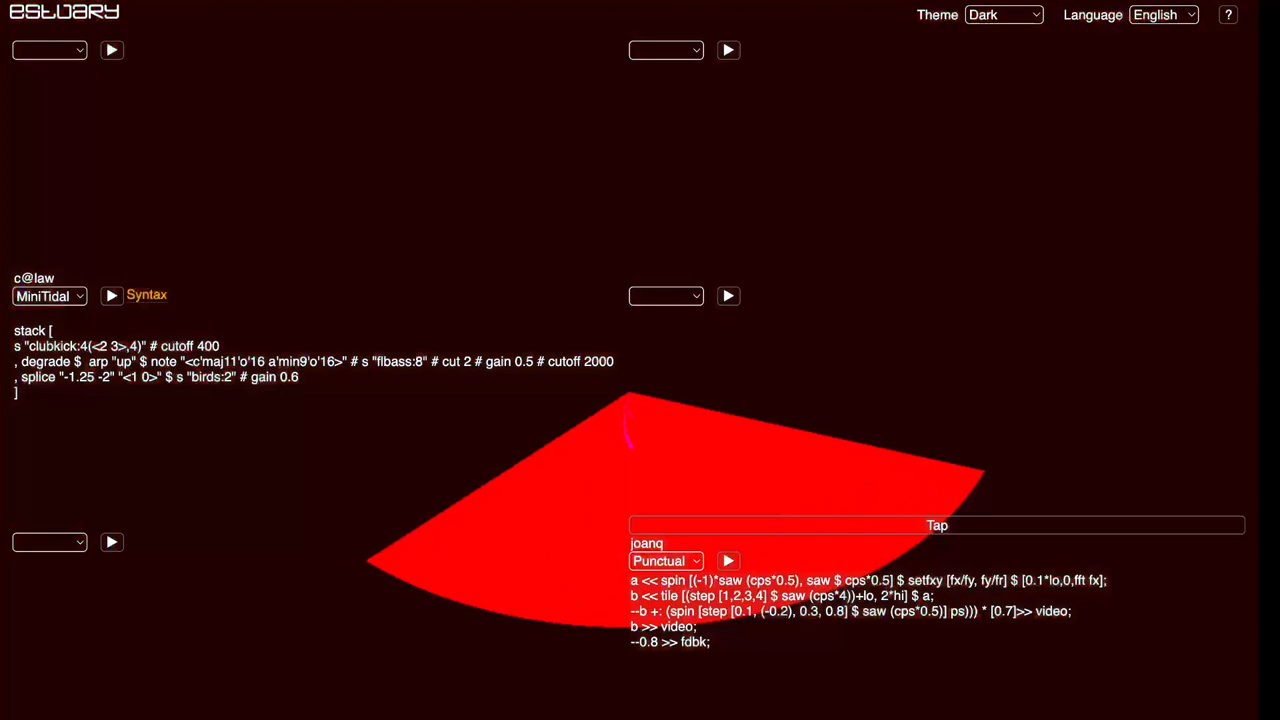 estuary
Theme Dark Language English ?
c@law
MiniTidal Syntax
stack [
s "clubkick:4(<2 3>,4)" # cutoff 400
, degrade $ arp "up" $ note "<c'maj11'o'16 a'min9'o'16>" # s "flbass:8" # cut 2 # gain 0.5 # cutoff 2000
, splice "-1.25 -2" "<1 0>" $ s "birds:2" # gain 0.6
]
Tap
joanq
Punctual
a << spin [(-1)*saw (cps*0.5), saw $ cps*0.5] $ setfxy [fx/fy, fy/fr] $ [0.1*lo,0,fft fx];
b << tile [(step [1,2,3,4] $ saw (cps*4))+lo, 2*hi] $ a;
--b +: (spin [step [0.1, (-0.2), 0.3, 0.8] $ saw (cps*0.5)] ps))) * [0.7]>> video;
b >> video;
--0.8 >> fdbk;